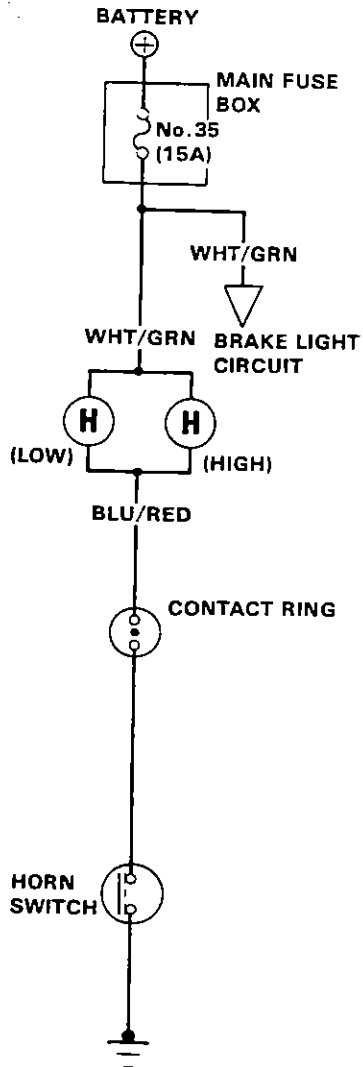 BATTERY
MAIN FUSE
BOX
No.35
(15A)
WHT/GRN
WHT/GRN
BRAKE LIGHT
CIRCUIT
H
H
(LOW)
(HIGH)
BLU/RED
CONTACT RING
HORN
SWITCH